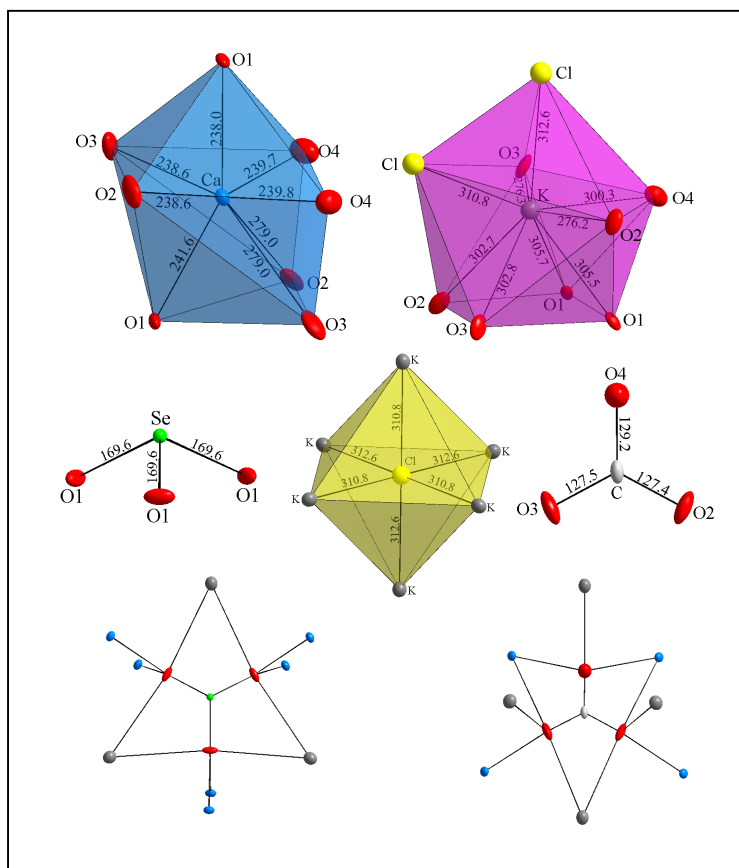 O1
O3
238.0
O4
238.6
239.7
Ca
O2
238.6
239.8
O4
241.6
279.0
279.0
O2
O1
O3
Cl
312.6
Cl
O3
276.3
310.8
K
300.3
O4
276.2
O2
302.7
302.8
305.7
305.5
O2
O1
O3
O1
Se
169.6
169.6
169.6
O1
O1
O1
K
310.8
K
312.6
Cl
312.6
K
K
310.8
310.8
K
312.6
K
O4
129.2
127.5
127.4
C
O3
O2